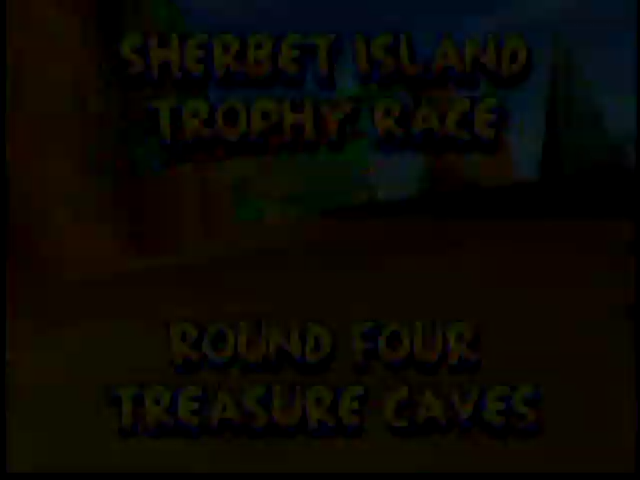 SHERBET ISLAND
TROPHY RACE
ROUND FOUR
TREASURE CAVES